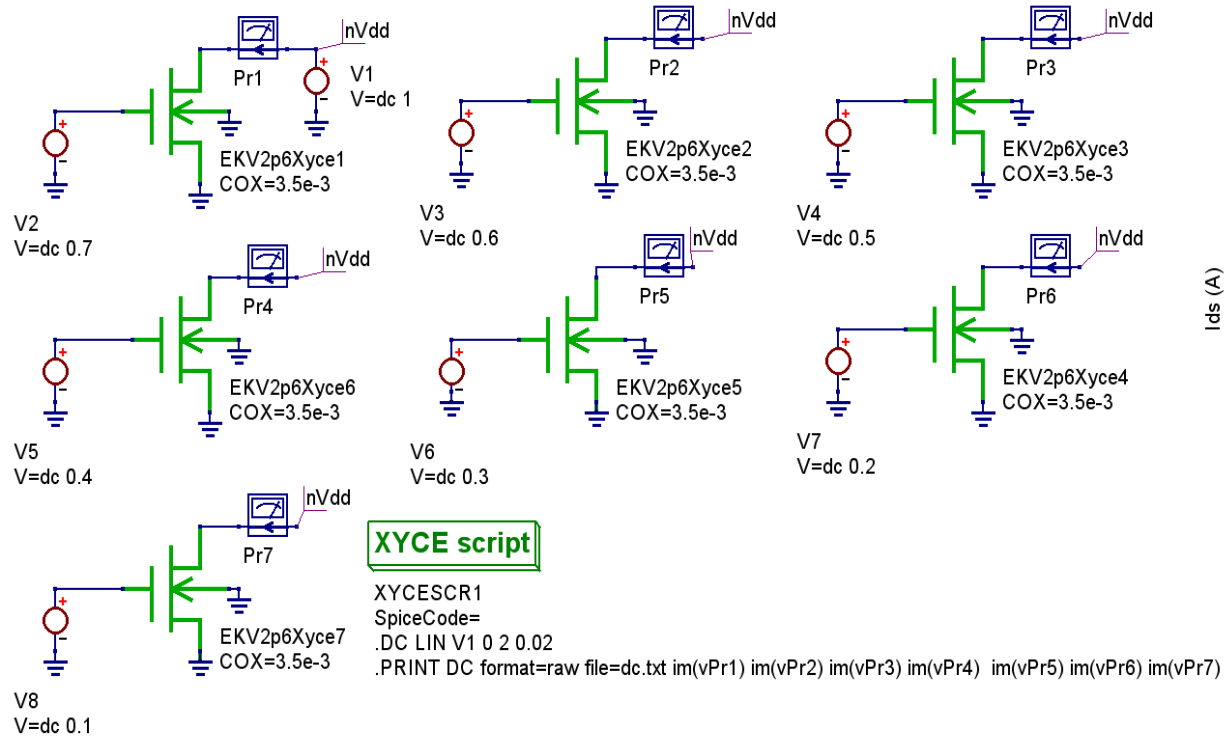 nVdd
Pr1
V1
V=dc 1
EKV2p6Xyce1
COX=3.5e-3
V2
V=dc 0.7
nVdd
Pr2
EKV2p6Xyce2
COX=3.5e-3
V3
V=dc 0.6
nVdd
Pr3
EKV2p6Xyce3
COX=3.5e-3
V4
V=dc 0.5
nVdd
Pr4
EKV2p6Xyce6
COX=3.5e-3
V5
V=dc 0.4
nVdd
Pr5
EKV2p6Xyce5
COX=3.5e-3
V6
V=dc 0.3
nVdd
Pr6
EKV2p6Xyce4
COX=3.5e-3
V7
V=dc 0.2
Ids (A)
nVdd
Pr7
EKV2p6Xyce7
COX=3.5e-3
V8
V=dc 0.1
XYCE script
XYCESCR1
SpiceCode=
.DC LIN V1 0 2 0.02
.PRINT DC format=raw file=dc.txt im(vPr1) im(vPr2) im(vPr3) im(vPr4)  im(vPr5) im(vPr6) im(vPr7)